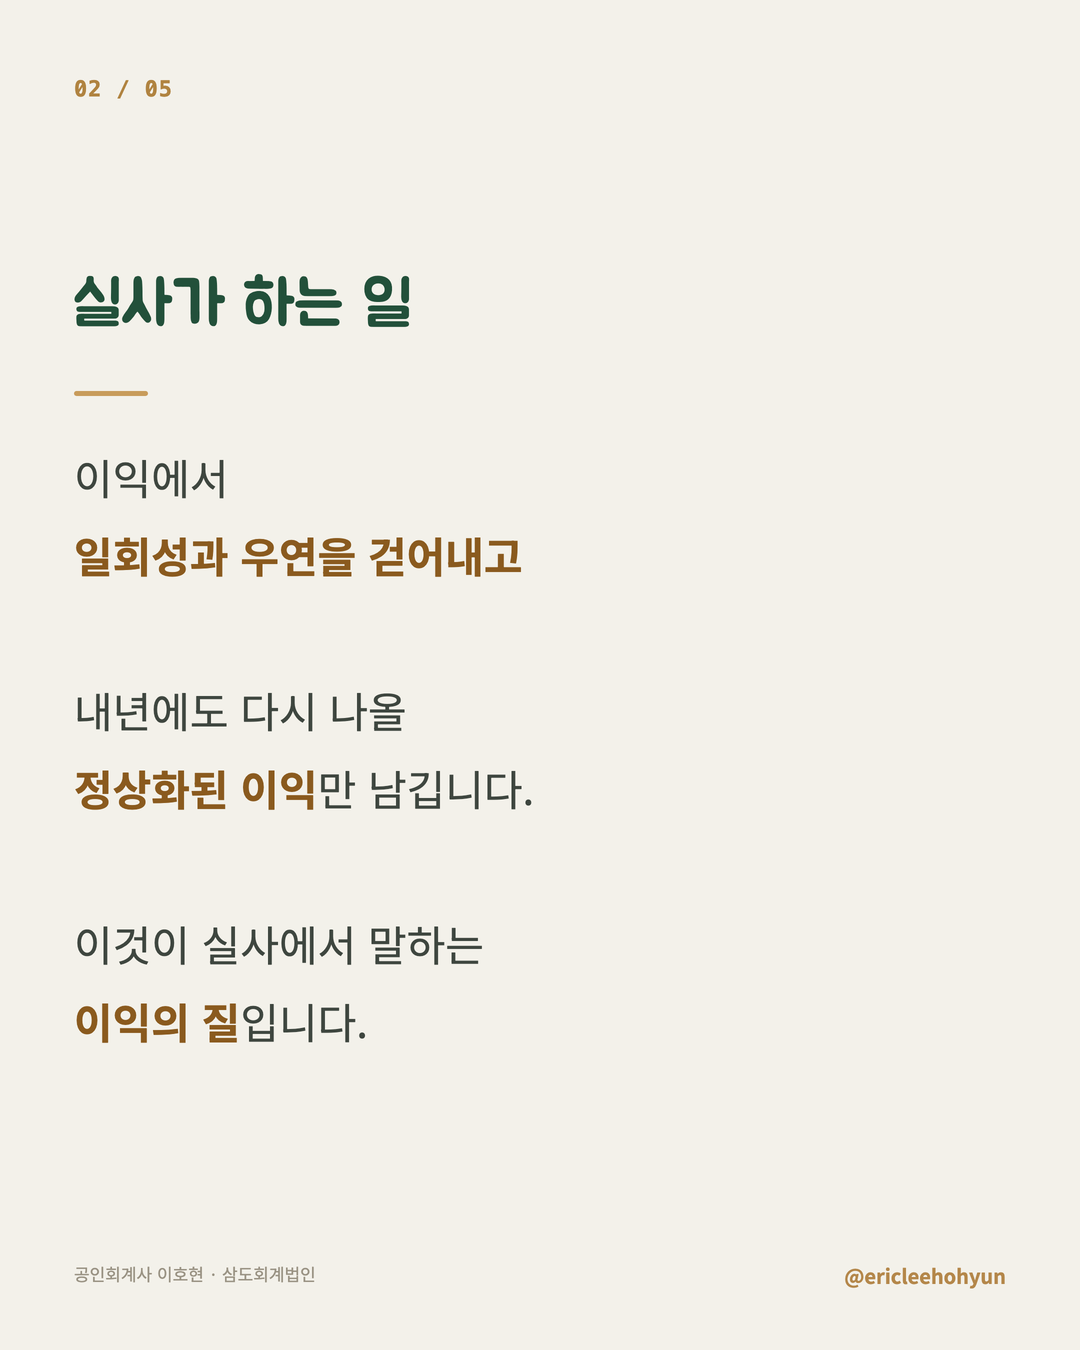 02 / 05
실사가 하는 일
이익에서
일회성과 우연을 걷어내고
내년에도 다시 나올
정상화된 이익만 남깁니다.
이것이 실사에서 말하는
이익의 질입니다.
공인회계사 이호현 · 삼도회계법인
@ericleehohyun